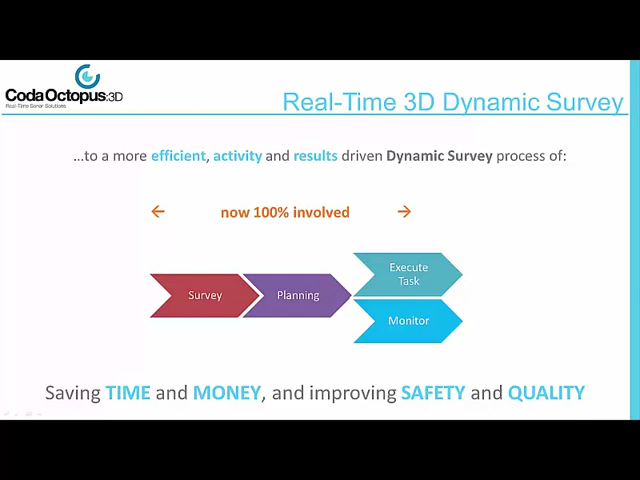 Coda Octopus:3D
Real-Time Sonar Solutions
Real-Time 3D Dynamic Survey
...to a more efficient, activity and results driven Dynamic Survey process of:
← now 100% involved →
Survey
Planning
Execute
Task
Monitor
Saving TIME and MONEY, and improving SAFETY and QUALITY